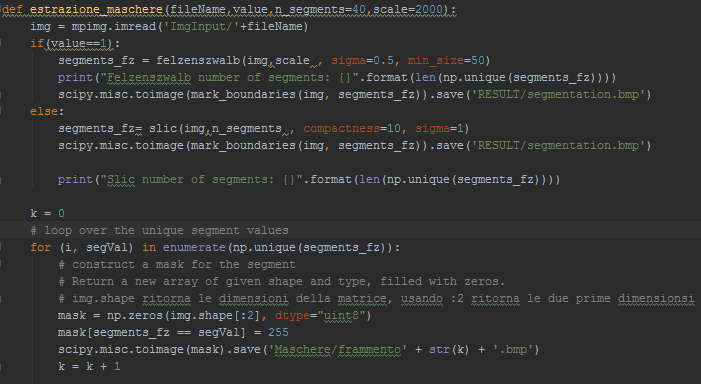 def estrazione_maschere(fileName,value,n_segments=40,scale=2000):
    img = mpimg.imread('ImgInput/'+fileName)
    if(value==1):
        segments_fz = felzenszwalb(img,scale , sigma=0.5, min_size=50)
        print("Felzenszwalb number of segments: {}".format(len(np.unique(segments_fz))))
        scipy.misc.toimage(mark_boundaries(img, segments_fz)).save('RESULT/segmentation.bmp')
    else:
        segments_fz= slic(img,n_segments , compactness=10, sigma=1)
        scipy.misc.toimage(mark_boundaries(img, segments_fz)).save('RESULT/segmentation.bmp')
        print("Slic number of segments: {}".format(len(np.unique(segments_fz))))
    k = 0
    # loop over the unique segment values
    for (i, segVal) in enumerate(np.unique(segments_fz)):
        # construct a mask for the segment
        # Return a new array of given shape and type, filled with zeros.
        # img.shape ritorna le dimensioni della matrice, usando :2 ritorna le due prime dimensionsi
        mask = np.zeros(img.shape[:2], dtype="uint8")
        mask[segments_fz == segVal] = 255
        scipy.misc.toimage(mask).save('Maschere/frammento' + str(k) + '.bmp')
        k = k + 1